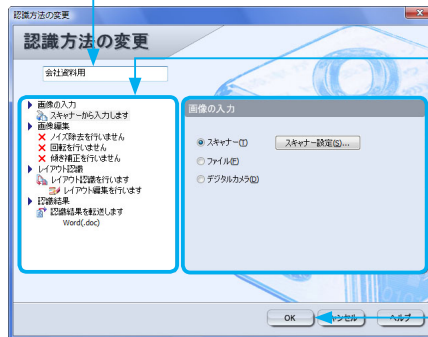 認識方法の変更
認識方法の変更
会社資料用
画像の入力
スキャナーから入力します
画像編集
ノイズ除去を行いません
回転を行いません
傾き補正を行いません
レイアウト認識
レイアウト認識を行います
レイアウト編集を行います
認識結果
認識結果を転送します
Word(.doc)
画像の入力
スキャナー(T)
スキャナー設定(S)...
ファイル(F)
デジタルカメラ(D)
OK
キャンセル
ヘルプ